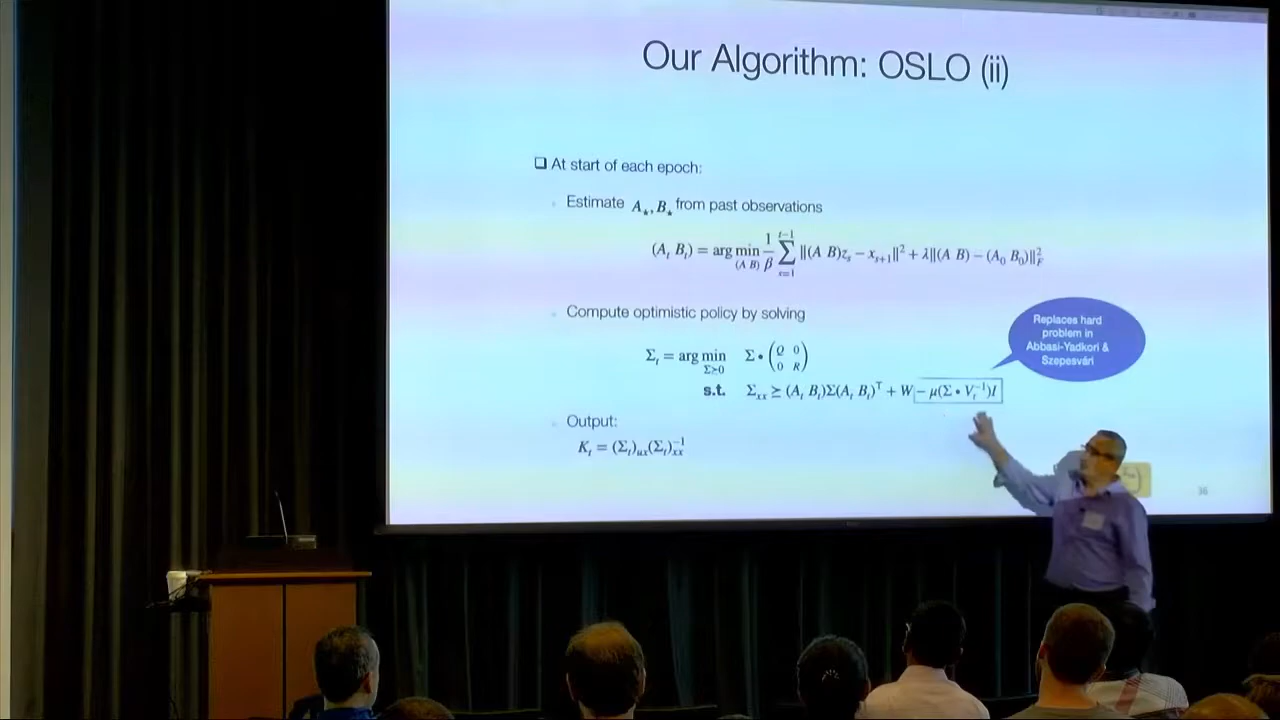 Our Algorithm: OSLO (ii)
❑ At start of each epoch:
Estimate A⋆, B⋆ from past observations
(A_t B_t) = arg min_{(A B)} 1/β ∑_{s=1}^{t−1} ‖(A B)z_s − x_{s+1}‖² + λ‖(A B) − (A_0 B_0)‖²_F
Compute optimistic policy by solving
Replaces hard
problem in
Abbasi-Yadkori &
Szepesvári
Σ_t = arg min_{Σ⪰0} Σ • (Q 0; 0 R)
s.t. Σ_xx ⪰ (A_t B_t)Σ(A_t B_t)^⊤ + W − μ(Σ • V_t^{−1})I
Output:
K_t = (Σ_t)_{ux}(Σ_t)_{xx}^{−1}
36